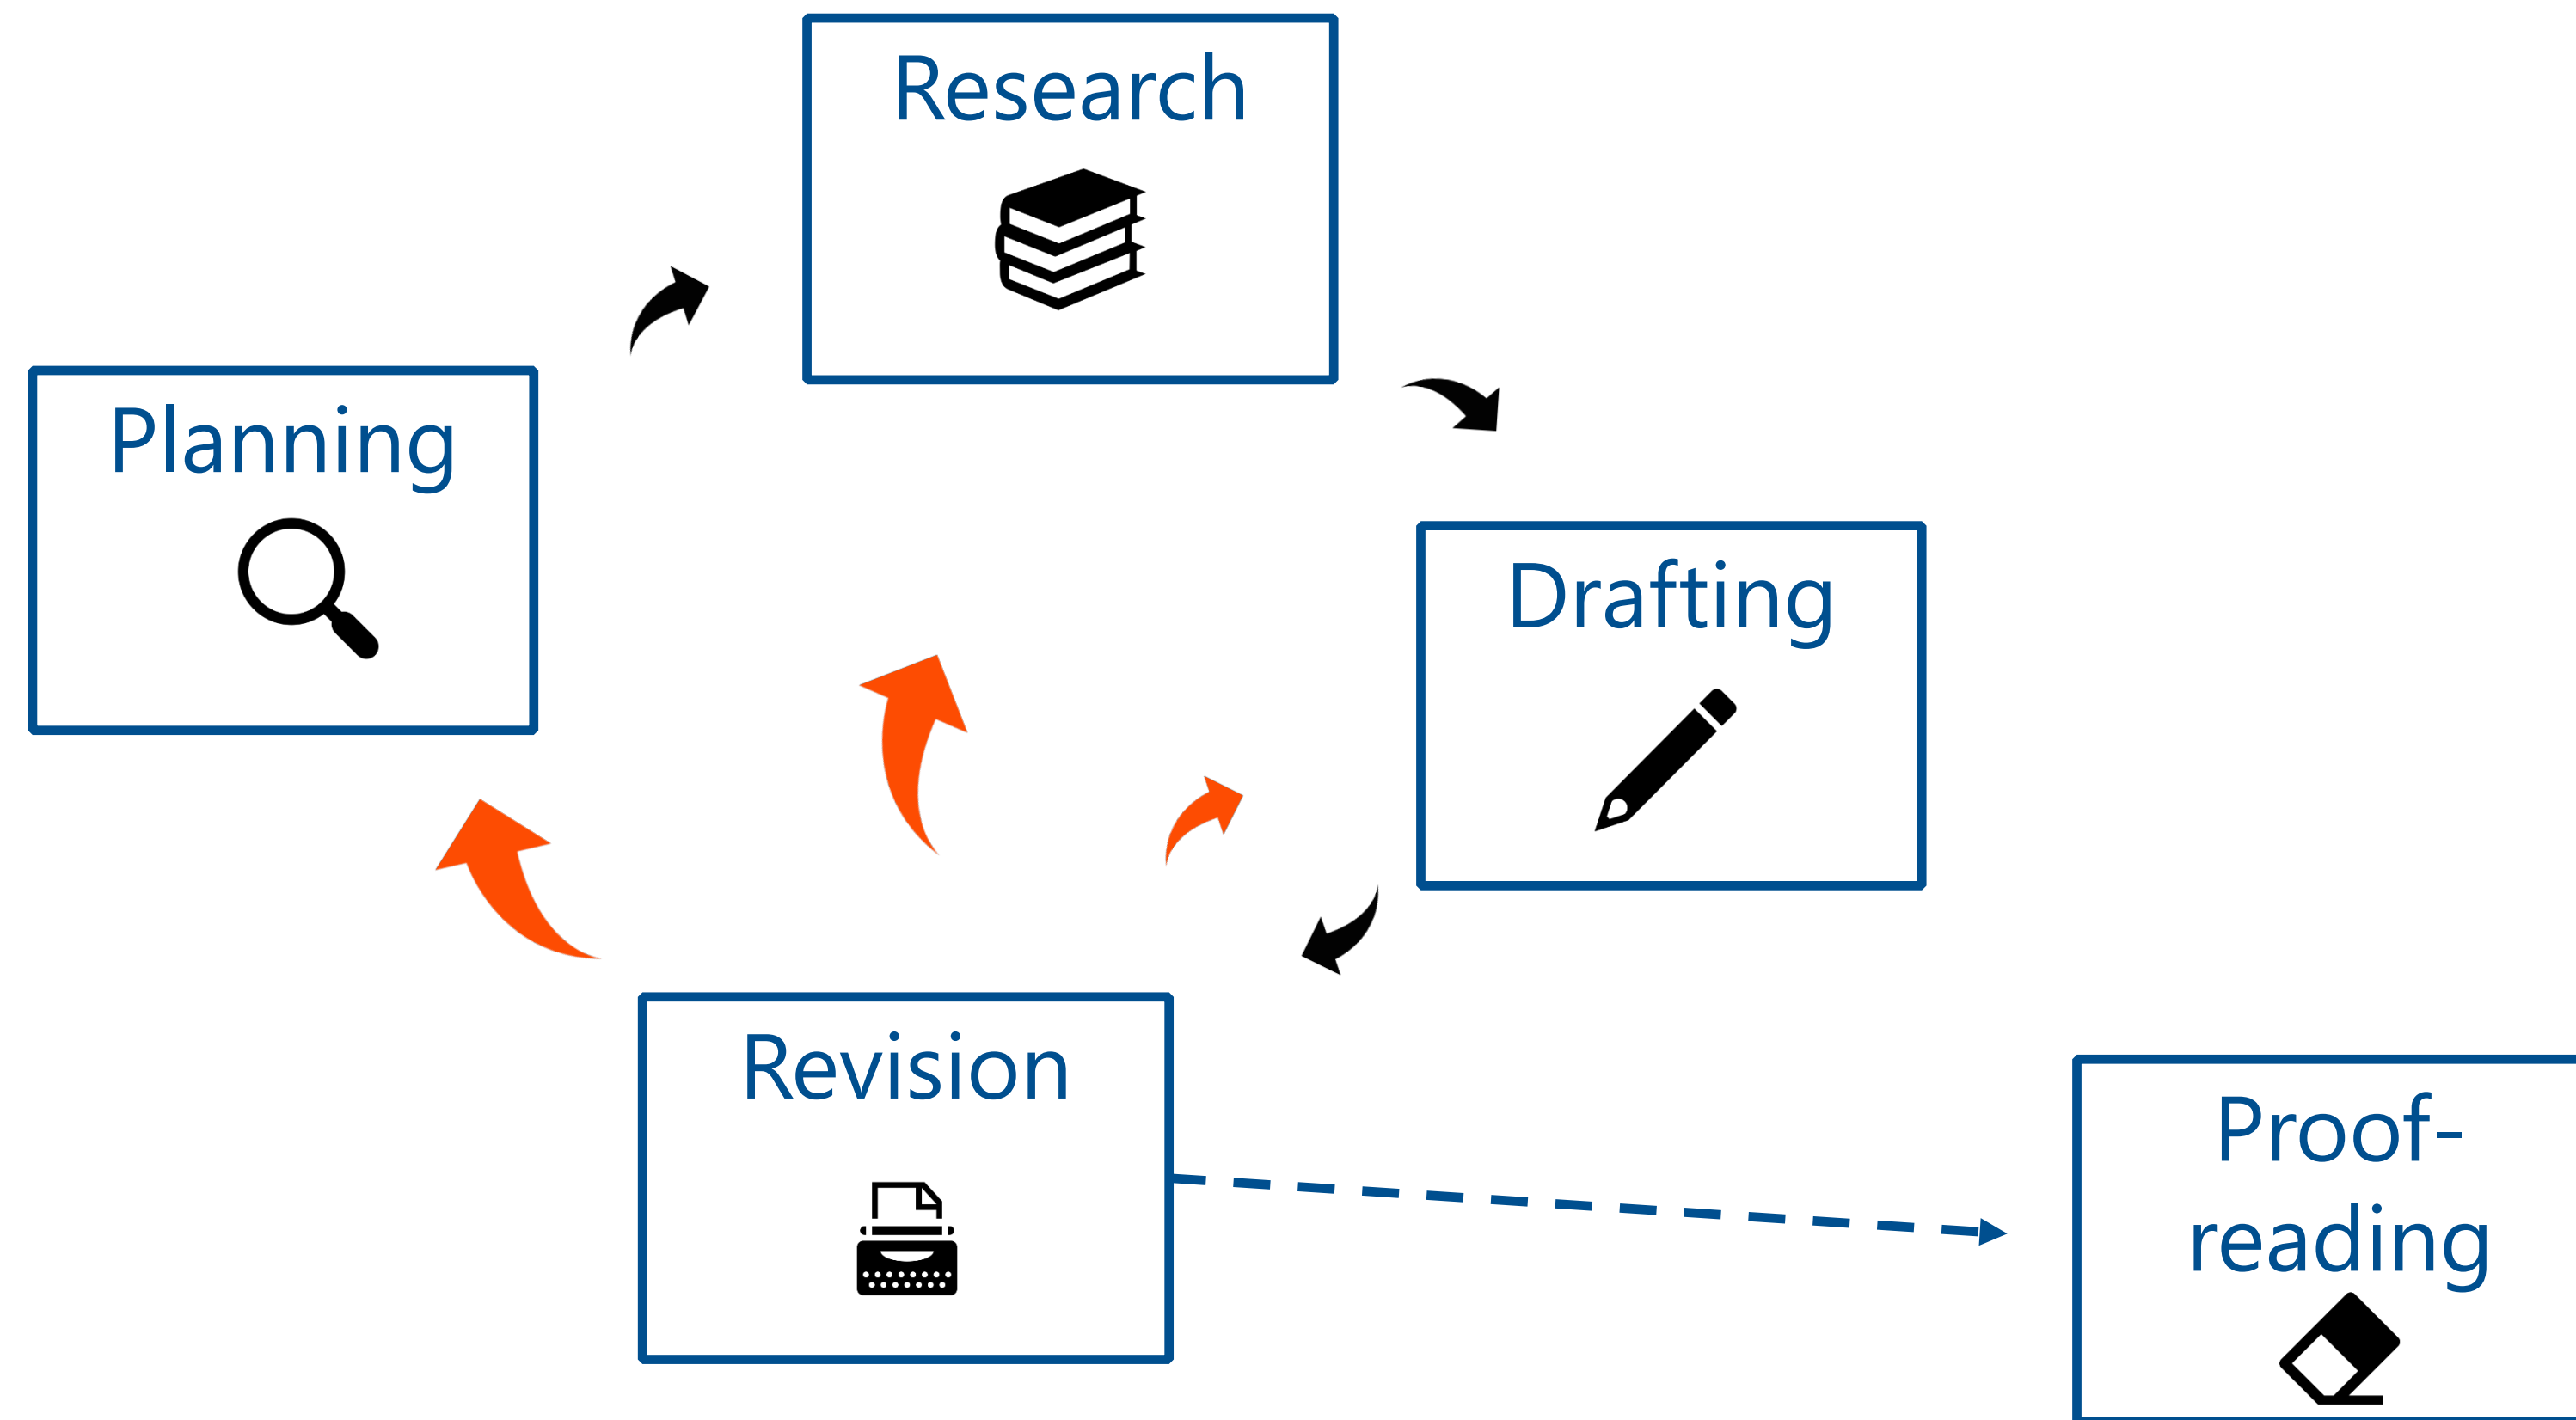 Research
Planning
Drafting
Revision
Proof-
reading